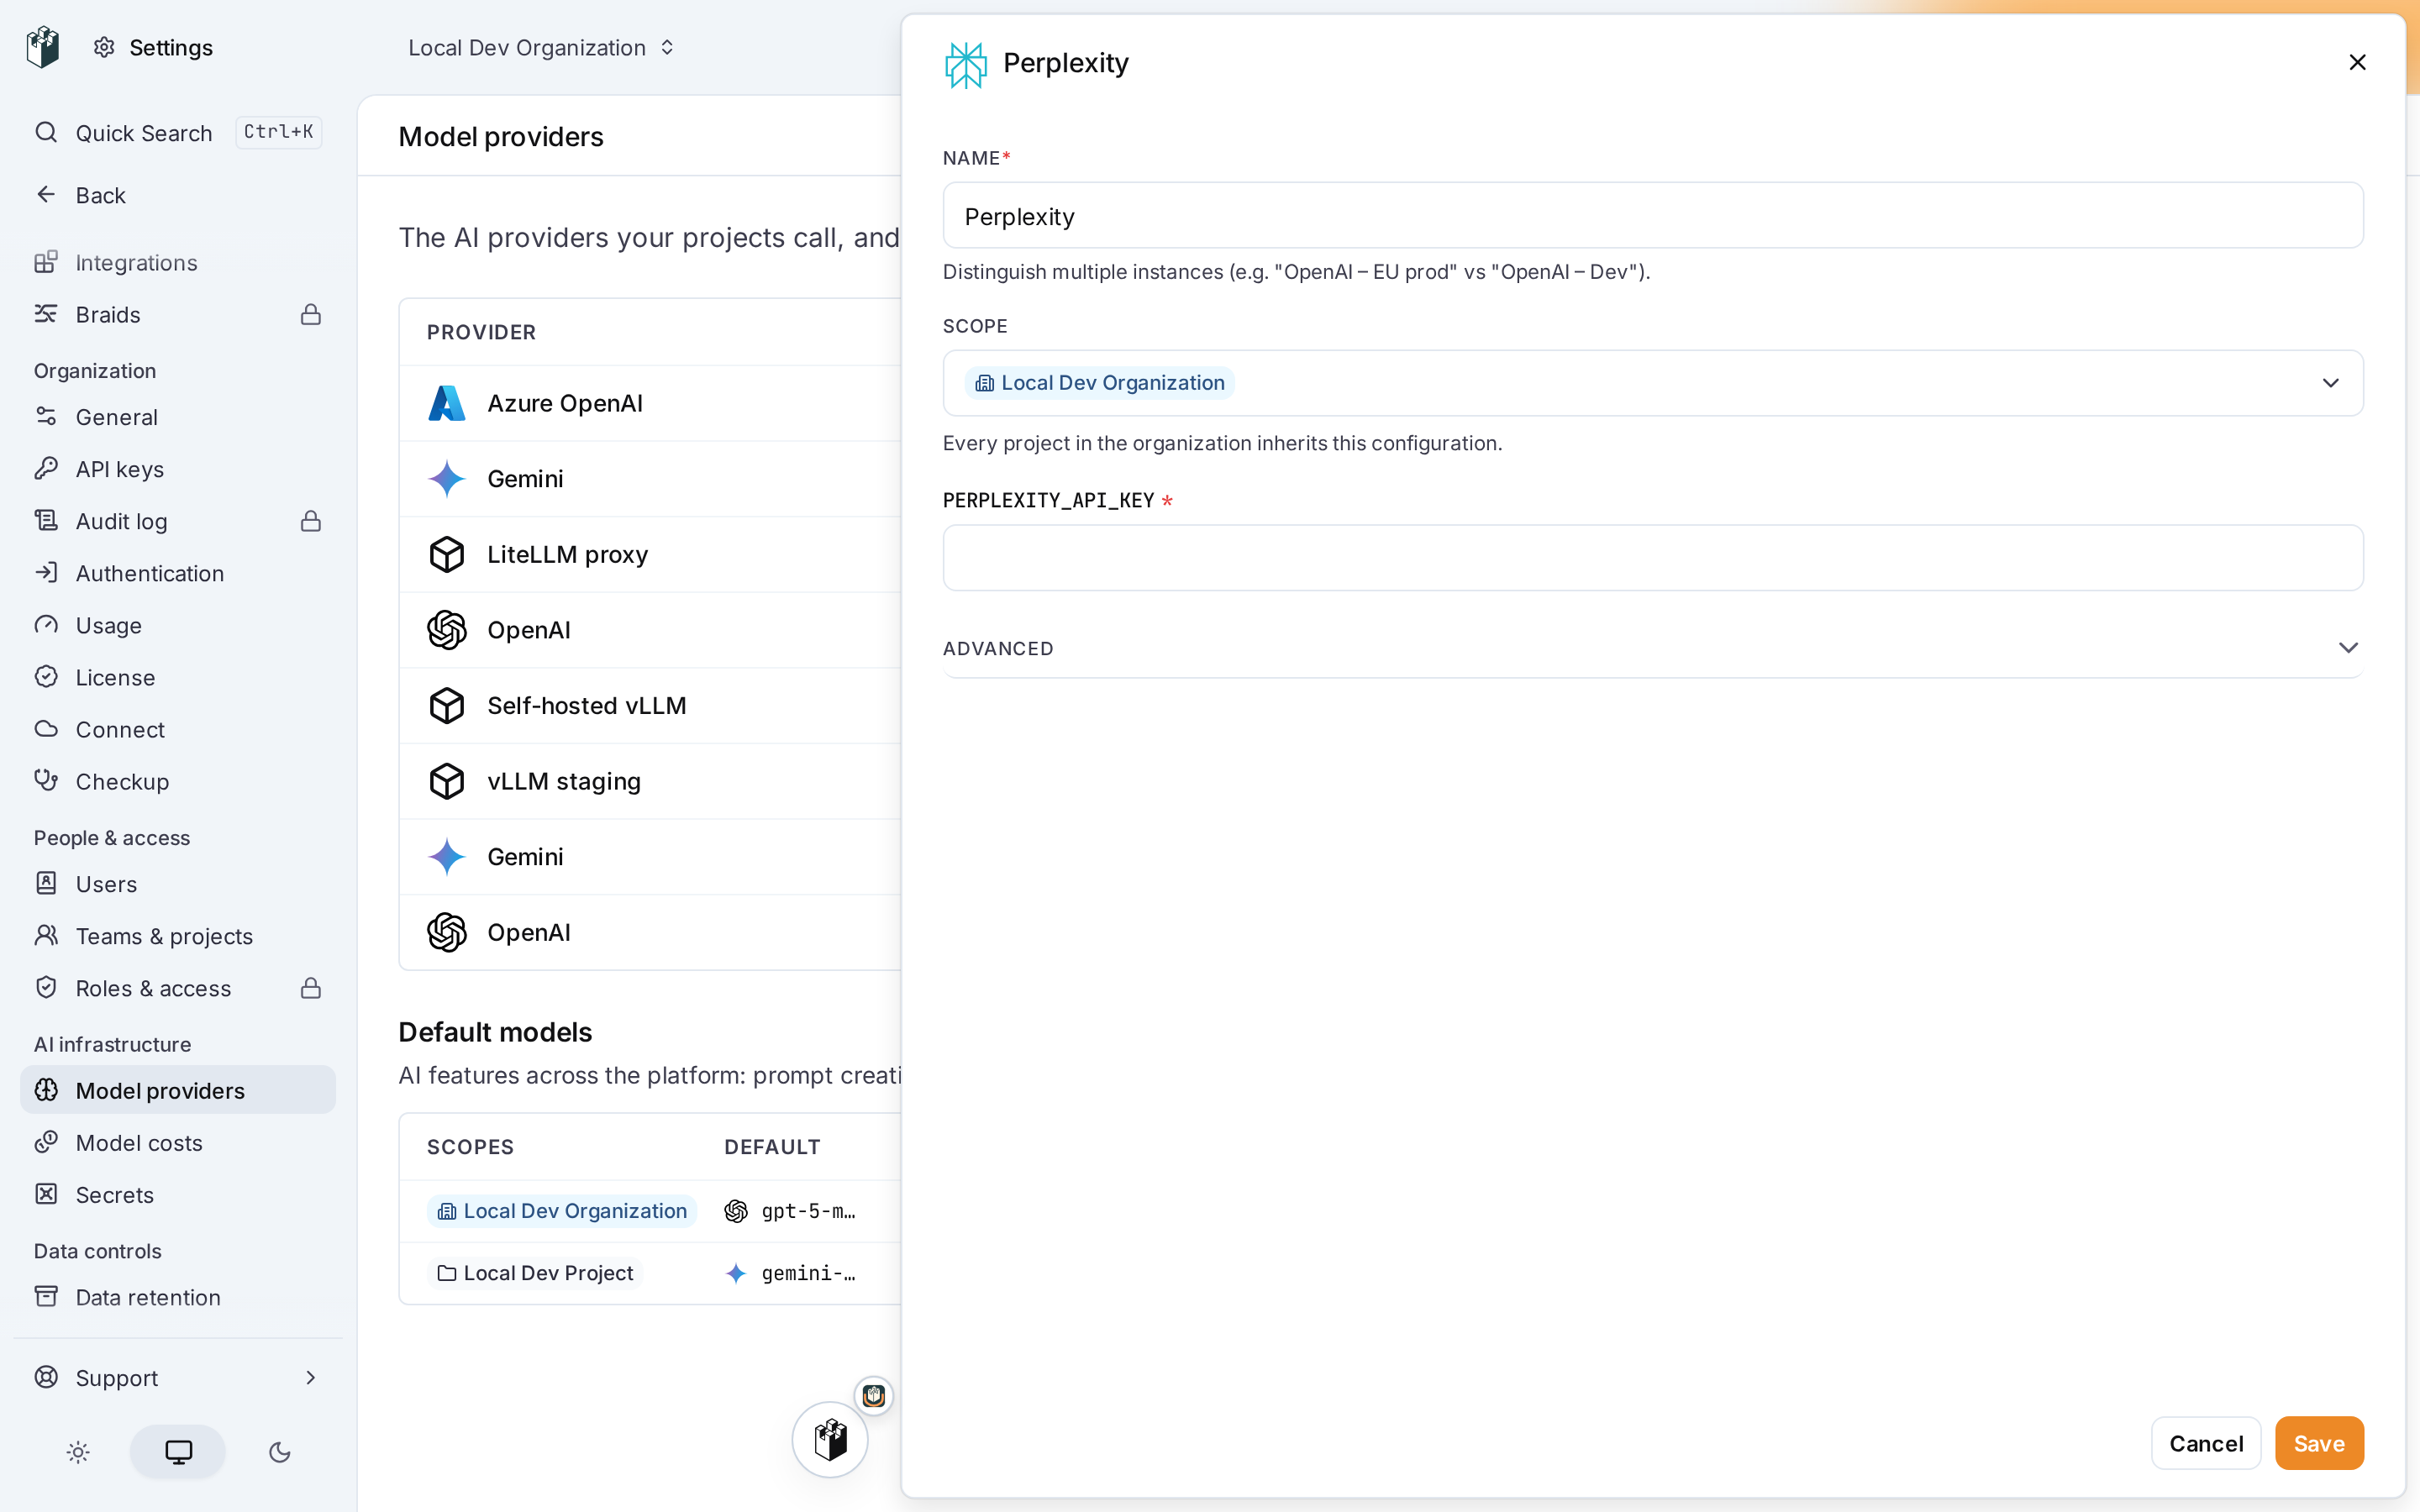 Settings
Local Dev Organization
Quick Search Ctrl+K
Back
Integrations
Braids
Organization
General
API keys
Audit log
Authentication
Usage
License
Connect
Checkup
People & access
Users
Teams & projects
Roles & access
AI infrastructure
Model providers
Model costs
Secrets
Data controls
Data retention
Support
Model providers
The AI providers your projects call, and
PROVIDER
Azure OpenAI
Gemini
LiteLLM proxy
OpenAI
Self-hosted vLLM
vLLM staging
Gemini
OpenAI
Default models
AI features across the platform: prompt creati
SCOPES DEFAULT
Local Dev Organization gpt-5-m…
Local Dev Project gemini-…
Perplexity
NAME*
Perplexity
Distinguish multiple instances (e.g. "OpenAI – EU prod" vs "OpenAI – Dev").
SCOPE
Local Dev Organization
Every project in the organization inherits this configuration.
PERPLEXITY_API_KEY *
ADVANCED
Cancel Save